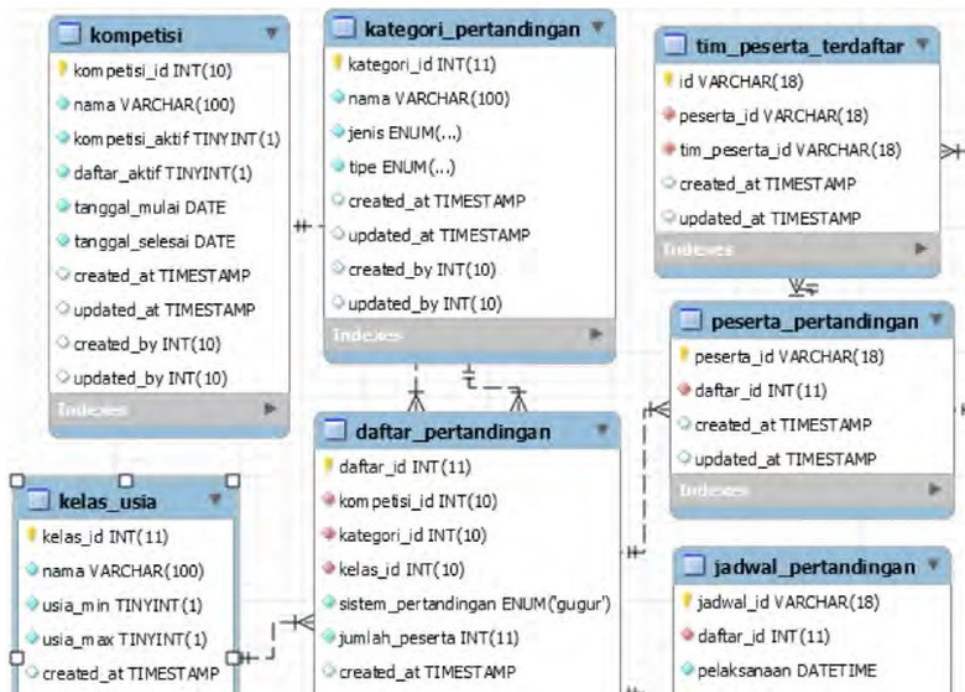 kompetisi
kompetisi_id INT(10)
nama VARCHAR(100)
kompetisi_aktif TINYINT(1)
daftar_aktif TINYINT(1)
tanggal_mulai DATE
tanggal_selesai DATE
created_at TIMESTAMP
updated_at TIMESTAMP
created_by INT(10)
updated_by INT(10)
Indexes
kategori_pertandingan
kategori_id INT(11)
nama VARCHAR(100)
jenis ENUM(...)
tipe ENUM(...)
created_at TIMESTAMP
updated_at TIMESTAMP
created_by INT(10)
updated_by INT(10)
Indexes
tim_peserta_terdaftar
id VARCHAR(18)
peserta_id VARCHAR(18)
tim_peserta_id VARCHAR(18)
created_at TIMESTAMP
updated_at TIMESTAMP
Indexes
peserta_pertandingan
peserta_id VARCHAR(18)
daftar_id INT(11)
created_at TIMESTAMP
updated_at TIMESTAMP
Indexes
kelas_usia
kelas_id INT(11)
nama VARCHAR(100)
usia_min TINYINT(1)
usia_max TINYINT(1)
created_at TIMESTAMP
daftar_pertandingan
daftar_id INT(11)
kompetisi_id INT(10)
kategori_id INT(10)
kelas_id INT(10)
sistem_pertandingan ENUM('gugur')
jumlah_peserta INT(11)
created_at TIMESTAMP
jadwal_pertandingan
jadwal_id VARCHAR(18)
daftar_id INT(11)
pelaksanaan DATETIME